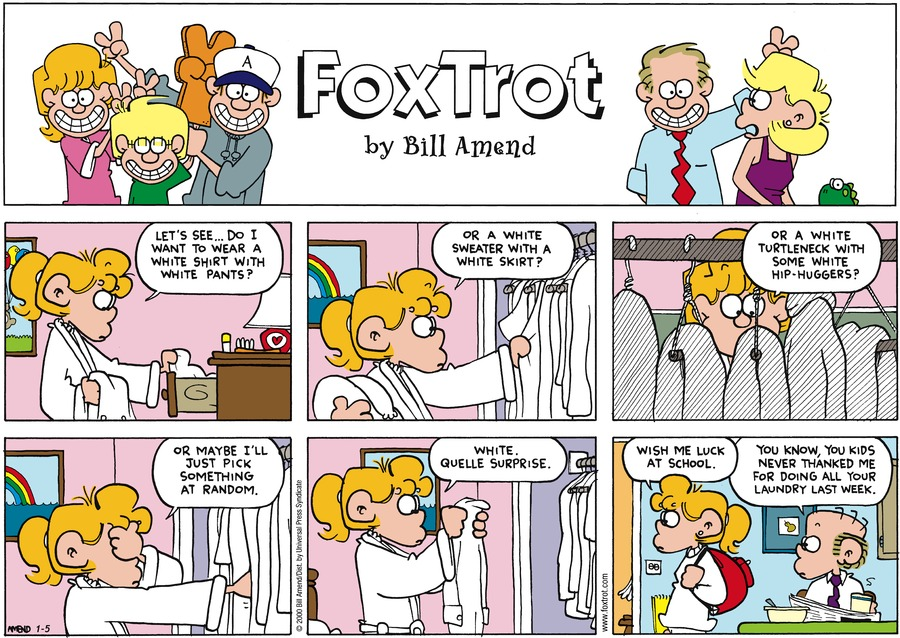 A
FOXTROT
by Bill Amend
LET'S SEE... DO I
WANT TO WEAR A
WHITE SHIRT WITH
WHITE PANTS?
OR A WHITE
SWEATER WITH A
WHITE SKIRT?
OR A WHITE
TURTLENECK WITH
SOME WHITE
HIP-HUGGERS?
OR MAYBE I'LL
JUST PICK
SOMETHING
AT RANDOM.
AMEND 1-5
© 2000 Bill Amend/Dist. by Universal Press Syndicate
WHITE.
QUELLE SURPRISE.
www.foxtrot.com
WISH ME LUCK
AT SCHOOL.
YOU KNOW, YOU KIDS
NEVER THANKED ME
FOR DOING ALL YOUR
LAUNDRY LAST WEEK.